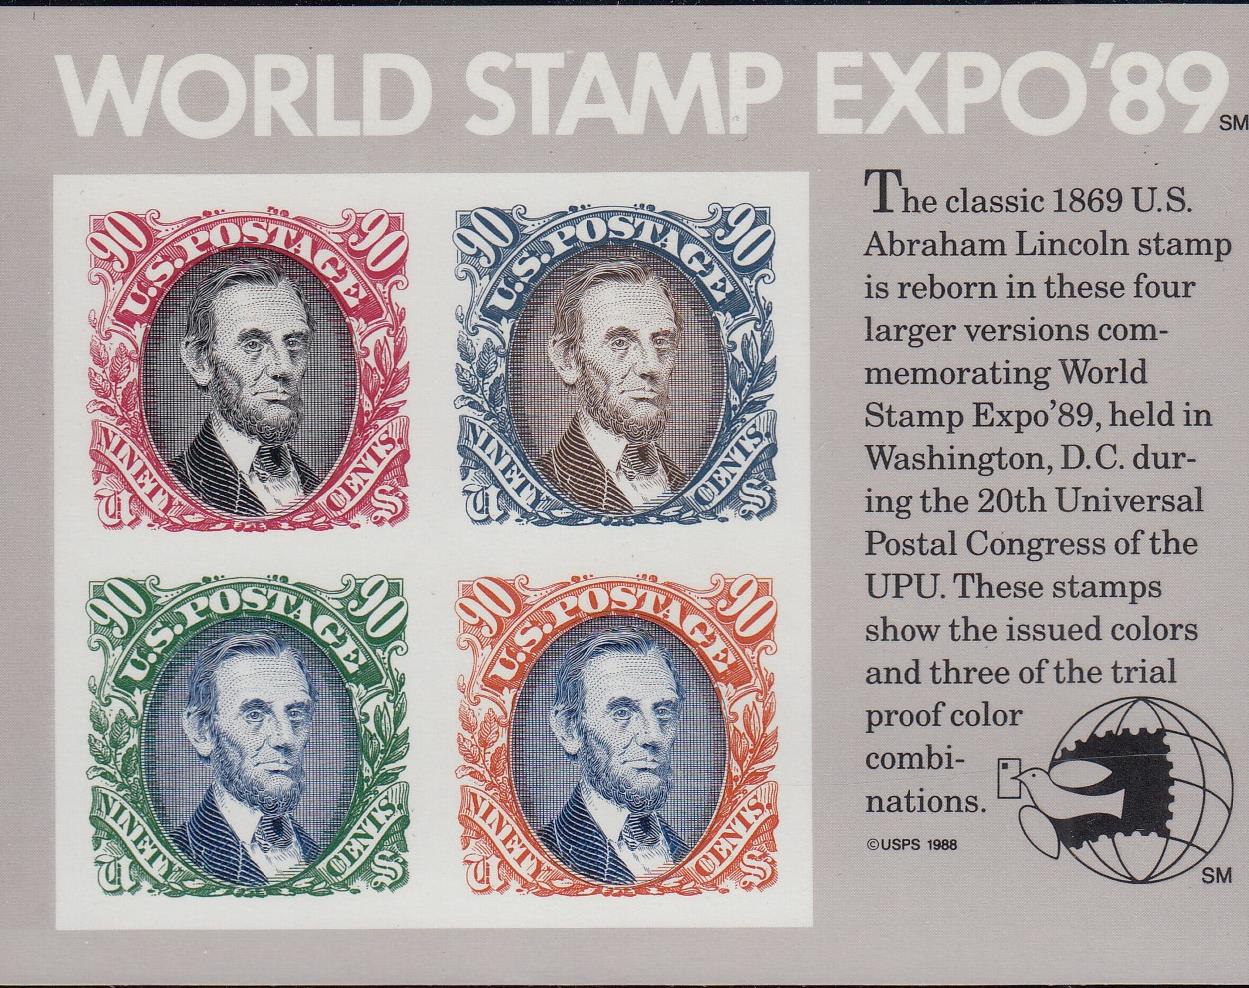 WORLD STAMP EXPO'89 SM
90 U.S. POSTAGE 90
NINETY CENTS.
U S
90 U.S. POSTAGE 90
NINETY CENTS.
U S
90 U.S. POSTAGE 90
NINETY CENTS.
U S
90 U.S. POSTAGE 90
NINETY CENTS.
U S
The classic 1869 U.S.
Abraham Lincoln stamp
is reborn in these four
larger versions com-
memorating World
Stamp Expo'89, held in
Washington, D.C. dur-
ing the 20th Universal
Postal Congress of the
UPU. These stamps
show the issued colors
and three of the trial
proof color
combi-
nations.
©USPS 1988
SM